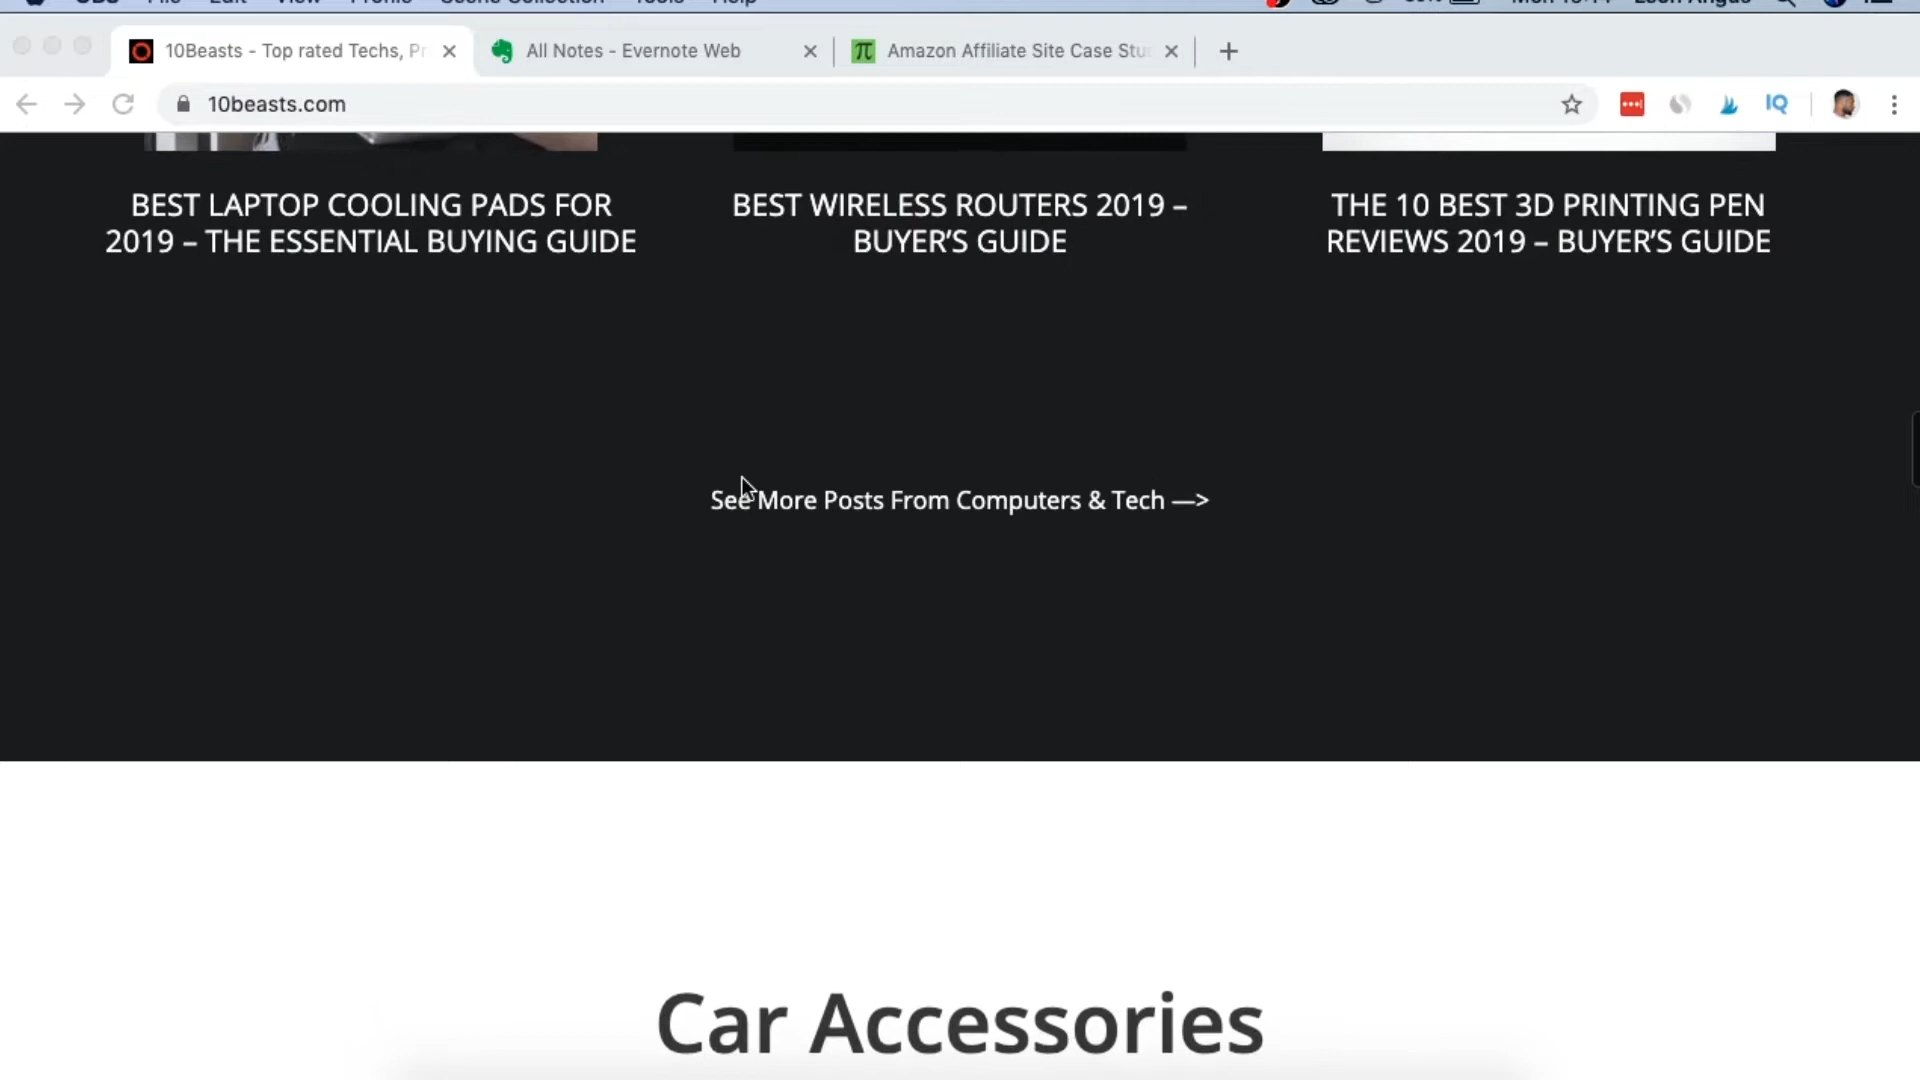 10Beasts - Top rated Techs, Pr
All Notes - Evernote Web
Amazon Affiliate Site Case Stu
10beasts.com
IQ
BEST LAPTOP COOLING PADS FOR
2019 – THE ESSENTIAL BUYING GUIDE
BEST WIRELESS ROUTERS 2019 –
BUYER’S GUIDE
THE 10 BEST 3D PRINTING PEN
REVIEWS 2019 – BUYER’S GUIDE
See More Posts From Computers & Tech —>
Car Accessories